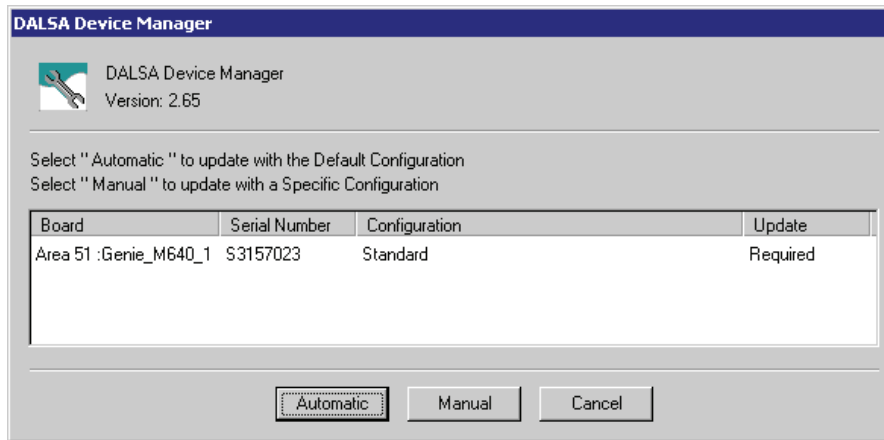 DALSA Device Manager
DALSA Device Manager
Version: 2.65
Select " Automatic " to update with the Default Configuration
Select " Manual " to update with a Specific Configuration
Board Serial Number Configuration Update
Area 51 :Genie_M640_1 S3157023 Standard Required
Automatic Manual Cancel